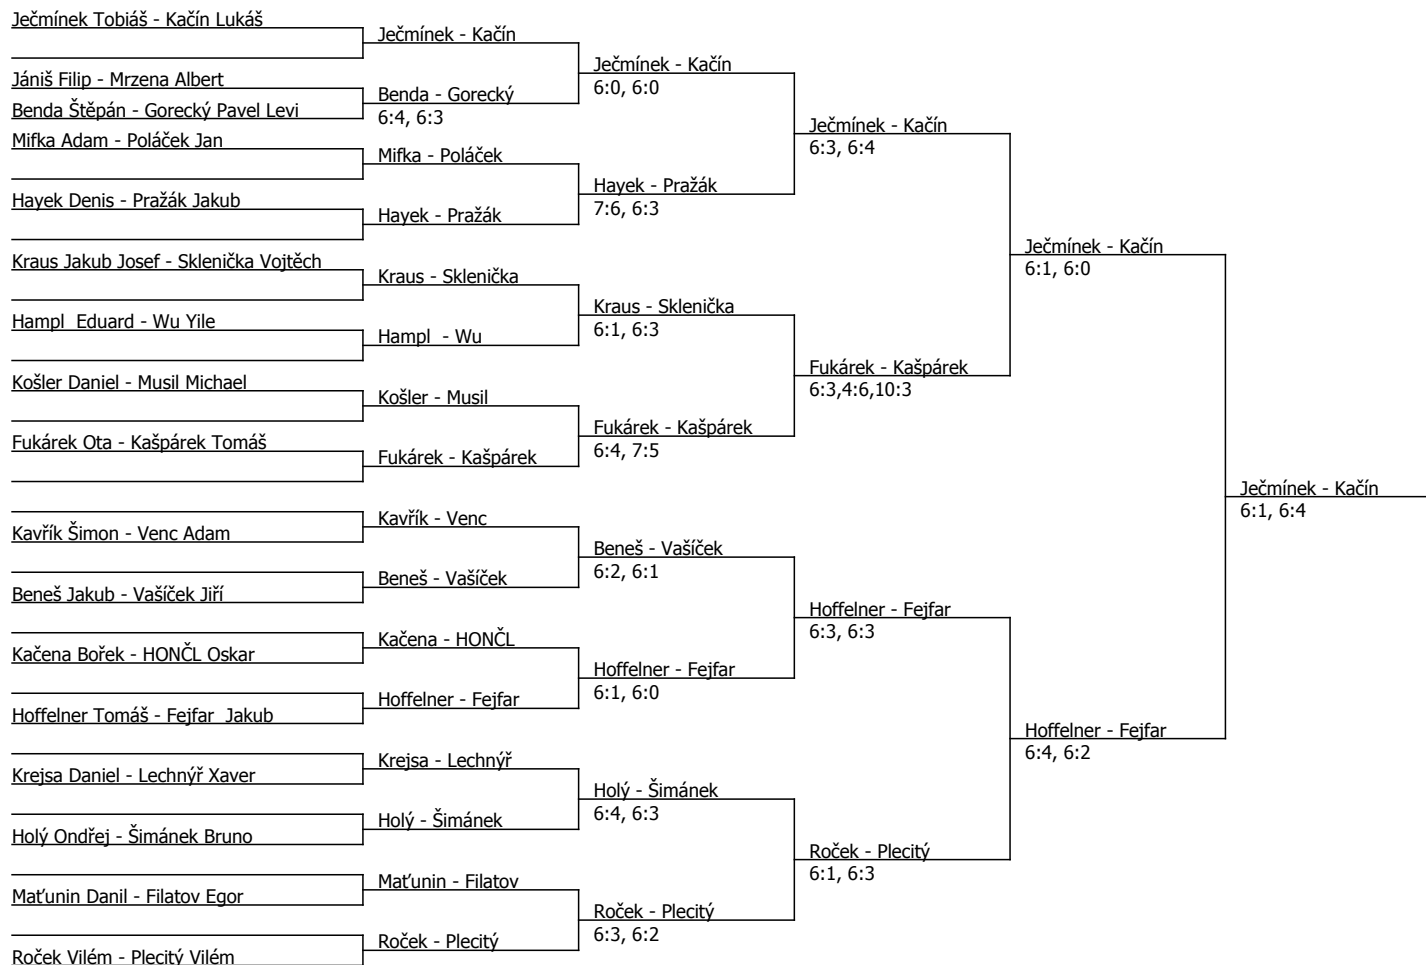 Ječmínek Tobiáš - Kačín Lukáš
Jániš Filip - Mrzena Albert
Benda Štěpán - Gorecký Pavel Levi
Mifka Adam - Poláček Jan
Hayek Denis - Pražák Jakub
Kraus Jakub Josef - Sklenička Vojtěch
Hampl  Eduard - Wu Yile
Košler Daniel - Musil Michael
Fukárek Ota - Kašpárek Tomáš
Kavřík Šimon - Venc Adam
Beneš Jakub - Vašíček Jiří
Kačena Bořek - HONČL Oskar
Hoffelner Tomáš - Fejfar  Jakub
Krejsa Daniel - Lechnýř Xaver
Holý Ondřej - Šimánek Bruno
Maťunin Danil - Filatov Egor
Roček Vilém - Plecitý Vilém
Ječmínek - Kačín
Benda - Gorecký
6:4, 6:3
Mifka - Poláček
Hayek - Pražák
Kraus - Sklenička
Hampl  - Wu
Košler - Musil
Fukárek - Kašpárek
Kavřík - Venc
Beneš - Vašíček
Kačena - HONČL
Hoffelner - Fejfar
Krejsa - Lechnýř
Holý - Šimánek
Maťunin - Filatov
Roček - Plecitý
Ječmínek - Kačín
6:0, 6:0
Hayek - Pražák
7:6, 6:3
Kraus - Sklenička
6:1, 6:3
Fukárek - Kašpárek
6:4, 7:5
Beneš - Vašíček
6:2, 6:1
Hoffelner - Fejfar
6:1, 6:0
Holý - Šimánek
6:4, 6:3
Roček - Plecitý
6:3, 6:2
Ječmínek - Kačín
6:3, 6:4
Fukárek - Kašpárek
6:3,4:6,10:3
Hoffelner - Fejfar
6:3, 6:3
Roček - Plecitý
6:1, 6:3
Ječmínek - Kačín
6:1, 6:0
Hoffelner - Fejfar
6:4, 6:2
Ječmínek - Kačín
6:1, 6:4